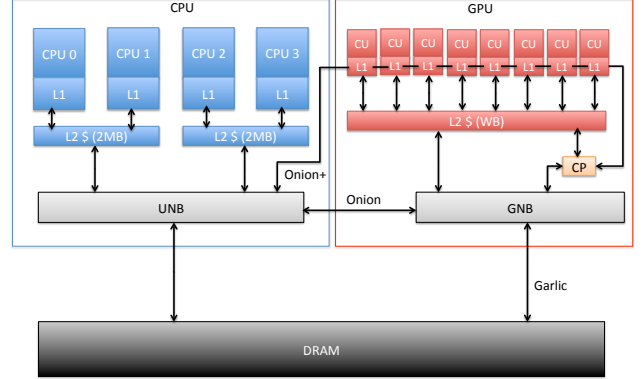 CPU
GPU
CPU 0
CPU 1
CPU 2
CPU 3
CU CU CU CU CU CU CU CU
L1 L1 L1 L1 L1 L1 L1 L1
L1
L1
L1
L1
L2 $ (2MB)
L2 $ (2MB)
L2 $ (WB)
Onion+
CP
UNB
Onion
GNB
Garlic
DRAM